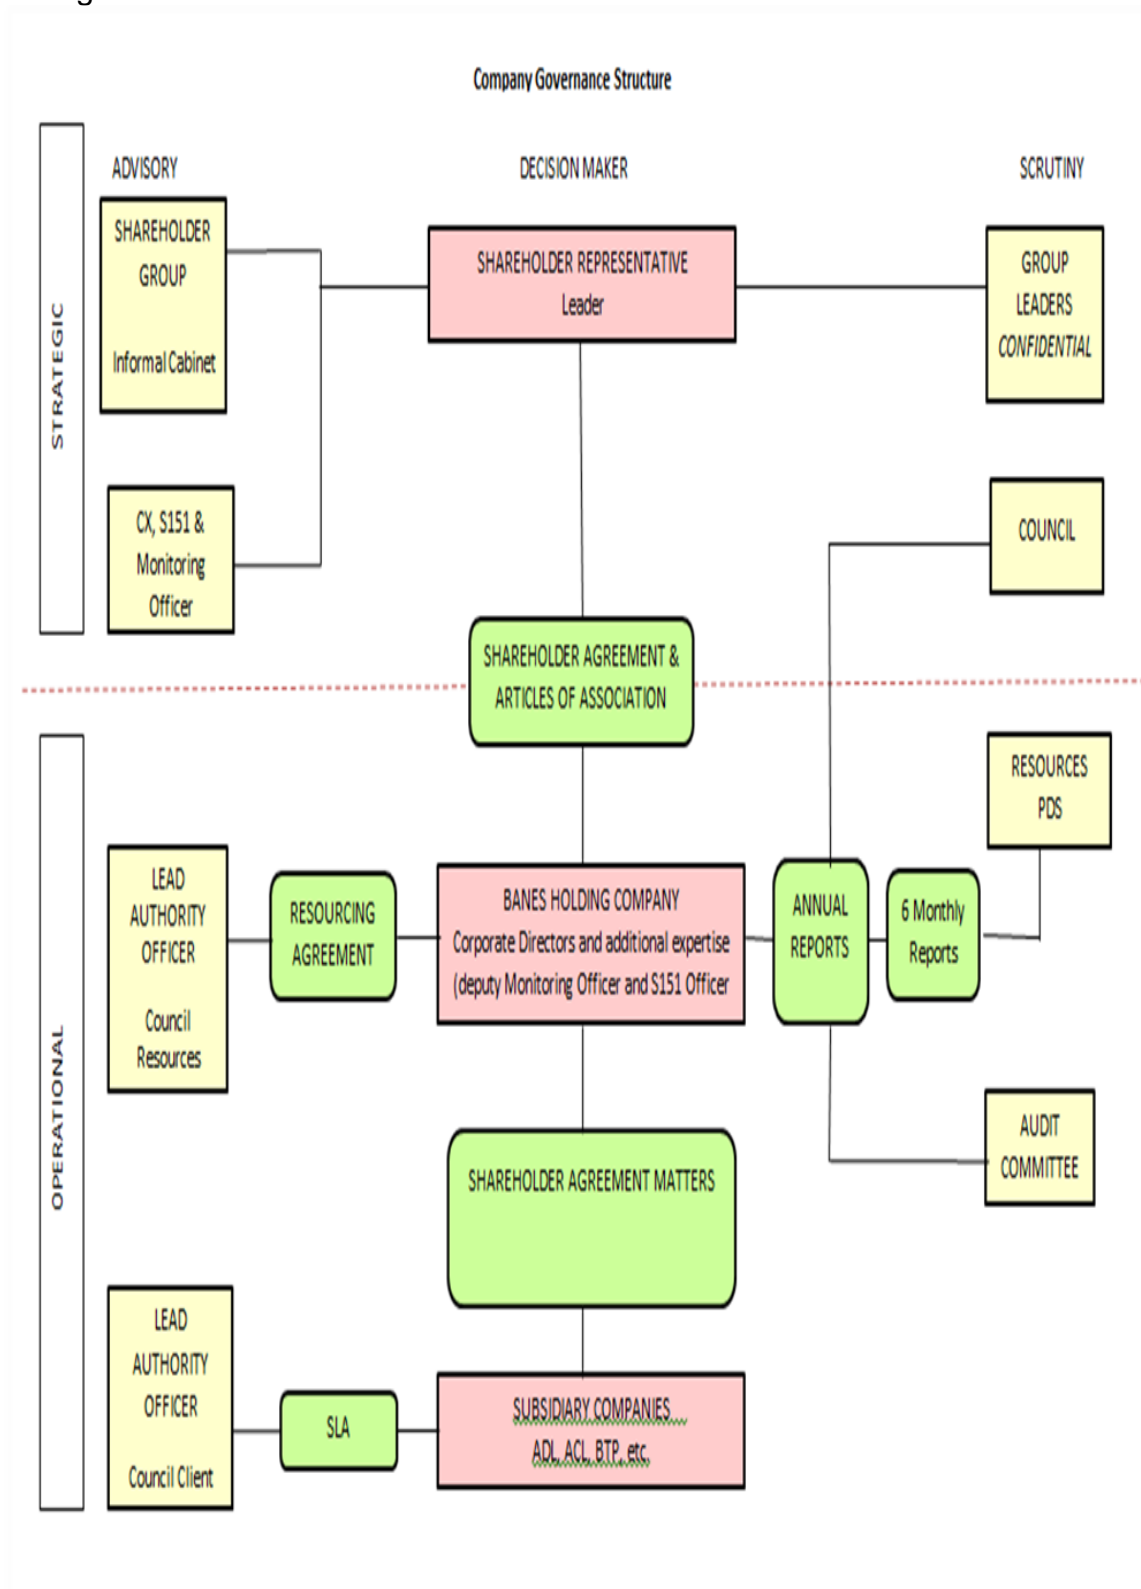 Company Governance Structure
ADVISORY
DECISION MAKER
SCRUTINY
STRATEGIC
SHAREHOLDER
GROUP
Informal Cabinet
SHAREHOLDER REPRESENTATIVE
Leader
GROUP
LEADERS
CONFIDENTIAL
CX, S151 &
Monitoring
Officer
COUNCIL
SHAREHOLDER AGREEMENT &
ARTICLES OF ASSOCIATION
OPERATIONAL
RESOURCES
PDS
LEAD
AUTHORITY
OFFICER
Council
Resources
RESOURCING
AGREEMENT
BANES HOLDING COMPANY
Corporate Directors and additional expertise
(deputy Monitoring Officer and S151 Officer
ANNUAL
REPORTS
6 Monthly
Reports
AUDIT
COMMITTEE
SHAREHOLDER AGREEMENT MATTERS
LEAD
AUTHORITY
OFFICER
Council Client
SLA
SUBSIDIARY COMPANIES
ADL, ACL, BTP, etc.